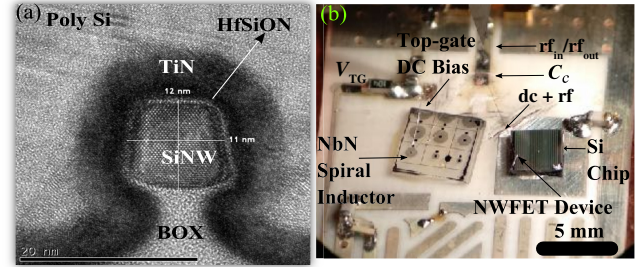 (a)
Poly Si
HfSiON
TiN
12 nm
11 nm
SiNW
BOX
20 nm
(b)
Top-gate
DC Bias
rf_in/rf_out
V_TG
C_C
dc + rf
NbN
Spiral
Inductor
Si
Chip
NWFET Device
5 mm